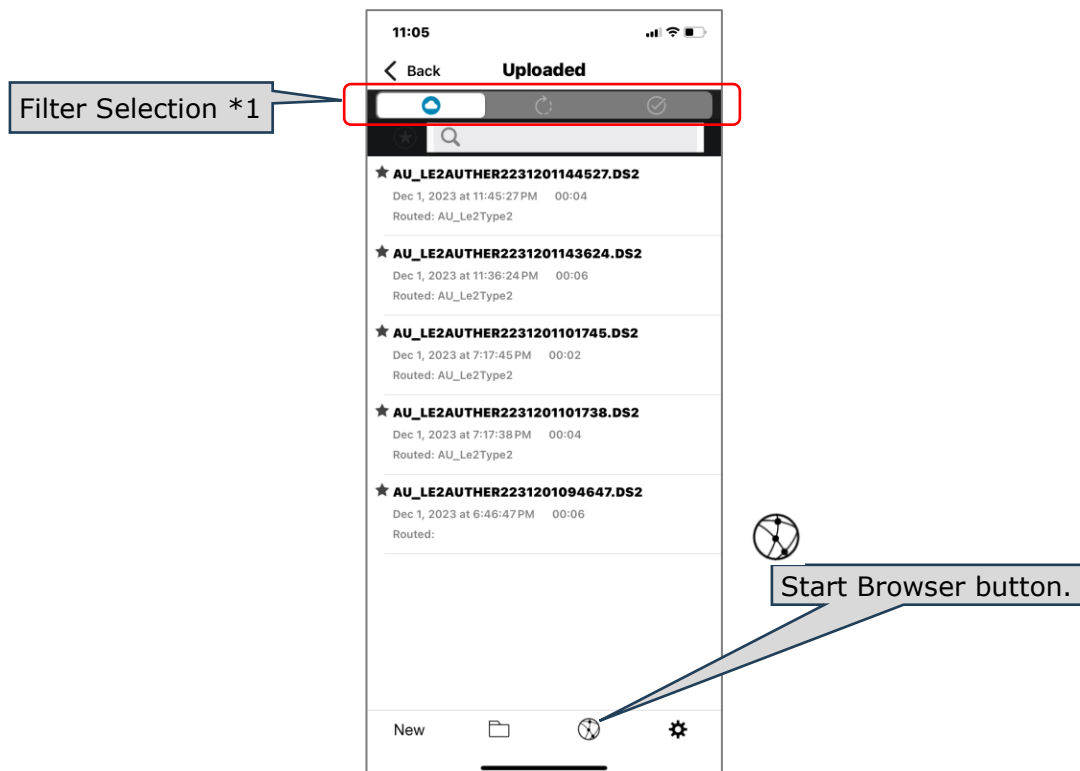 11:05
Back
Uploaded
Filter Selection *1
AU_LE2AUTHER2231201144527.DS2
Dec 1, 2023 at 11:45:27 PM 00:04
Routed: AU_Le2Type2
AU_LE2AUTHER2231201143624.DS2
Dec 1, 2023 at 11:36:24 PM 00:06
Routed: AU_Le2Type2
AU_LE2AUTHER2231201101745.DS2
Dec 1, 2023 at 7:17:45 PM 00:02
Routed: AU_Le2Type2
AU_LE2AUTHER2231201101738.DS2
Dec 1, 2023 at 7:17:38 PM 00:04
Routed: AU_Le2Type2
AU_LE2AUTHER2231201094647.DS2
Dec 1, 2023 at 6:46:47 PM 00:06
Routed:
Start Browser button.
New